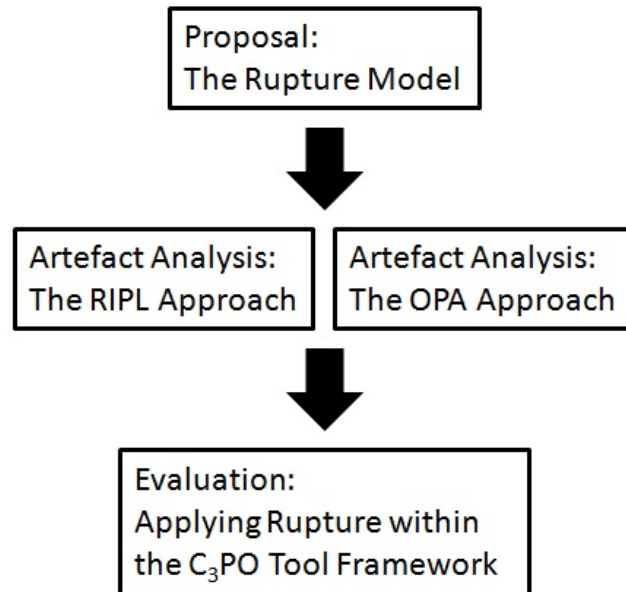 Proposal:
The Rupture Model
Artefact Analysis:
The RIPL Approach
Artefact Analysis:
The OPA Approach
Evaluation:
Applying Rupture within
the C₃PO Tool Framework